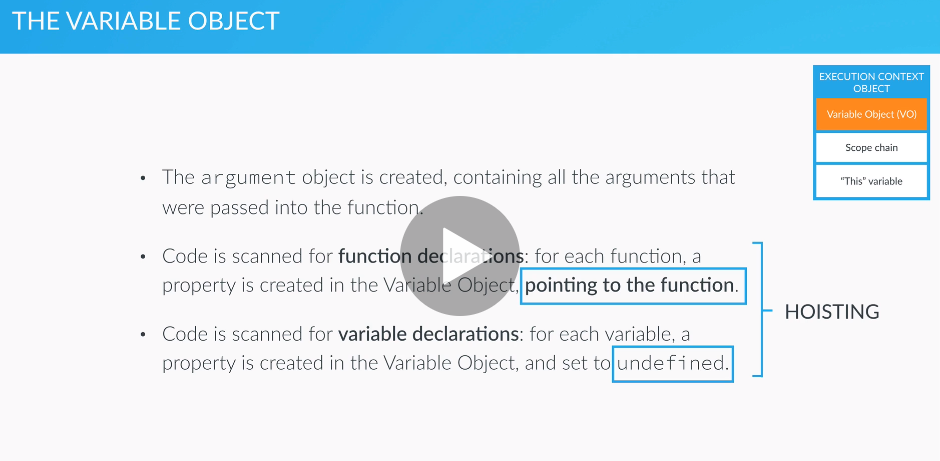 THE VARIABLE OBJECT
EXECUTION CONTEXT
OBJECT
Variable Object (VO)
Scope chain
"This" variable
• The argument object is created, containing all the arguments that
were passed into the function.
• Code is scanned for function declarations: for each function, a
property is created in the Variable Object, pointing to the function.
• Code is scanned for variable declarations: for each variable, a
property is created in the Variable Object, and set to undefined.
HOISTING